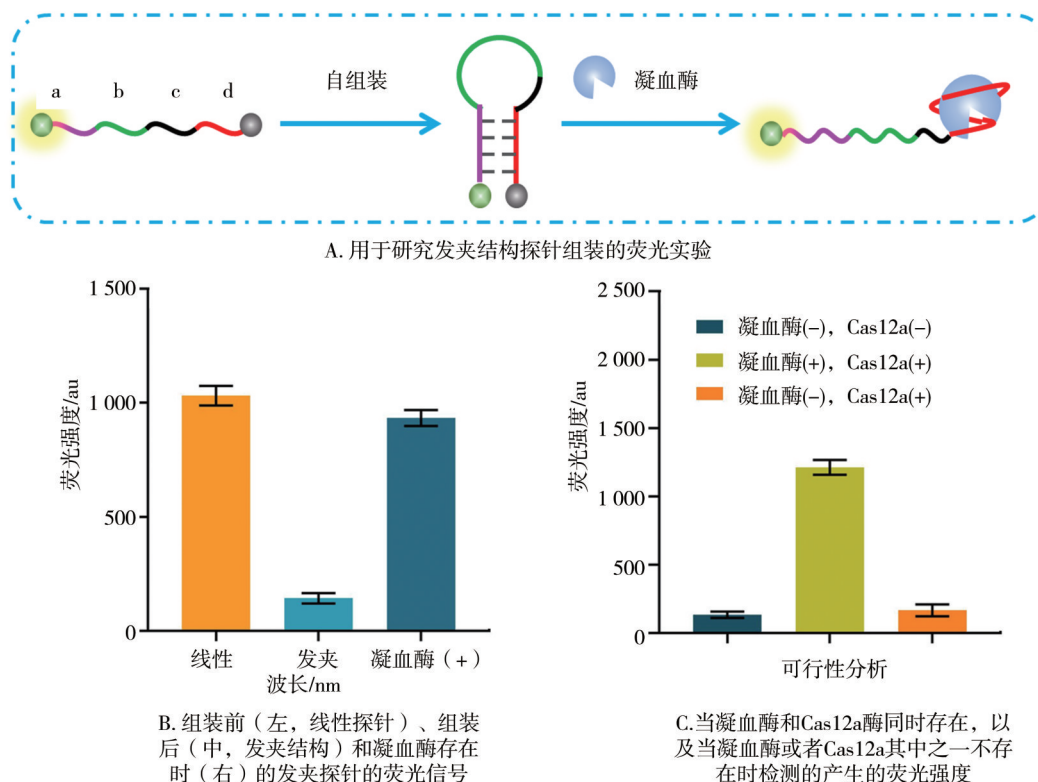 a b c d
自组装
凝血酶
A. 用于研究发夹结构探针组装的荧光实验
1 500
1 000
500
0
荧光强度/au
线性
发夹
凝血酶（+）
波长/nm
B. 组装前（左，线性探针）、组装
后（中，发夹结构）和凝血酶存在
时（右）的发夹探针的荧光信号
2 500
2 000
1 500
1 000
500
0
荧光强度/au
凝血酶(−)，Cas12a(−)
凝血酶(+)，Cas12a(+)
凝血酶(−)，Cas12a(+)
可行性分析
C.当凝血酶和Cas12a酶同时存在，以
及当凝血酶或者Cas12a其中之一不存
在时检测的产生的荧光强度